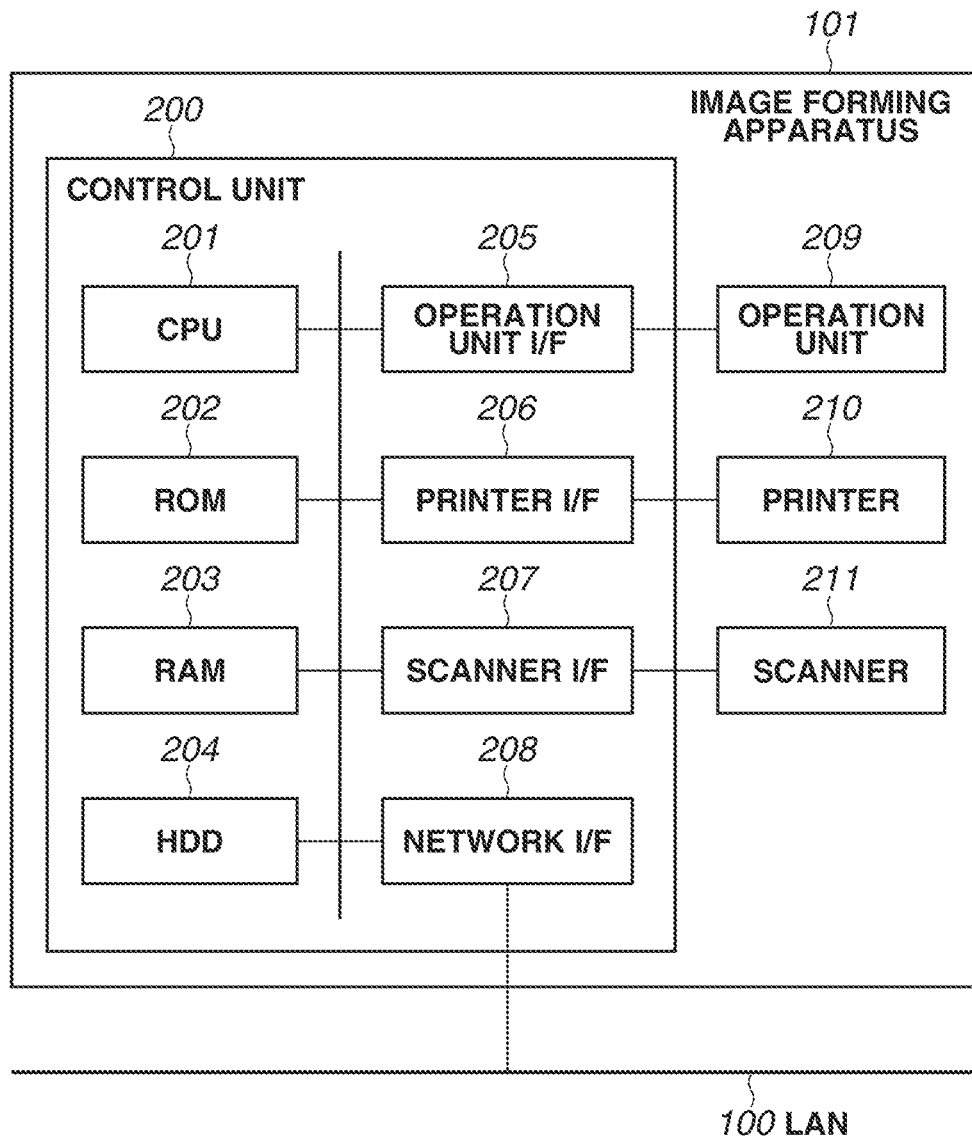 101
IMAGE FORMING
APPARATUS
200
CONTROL UNIT
201
205
209
CPU
OPERATION
UNIT I/F
OPERATION
UNIT
202
206
210
ROM
PRINTER I/F
PRINTER
203
207
211
RAM
SCANNER I/F
SCANNER
204
208
HDD
NETWORK I/F
100 LAN